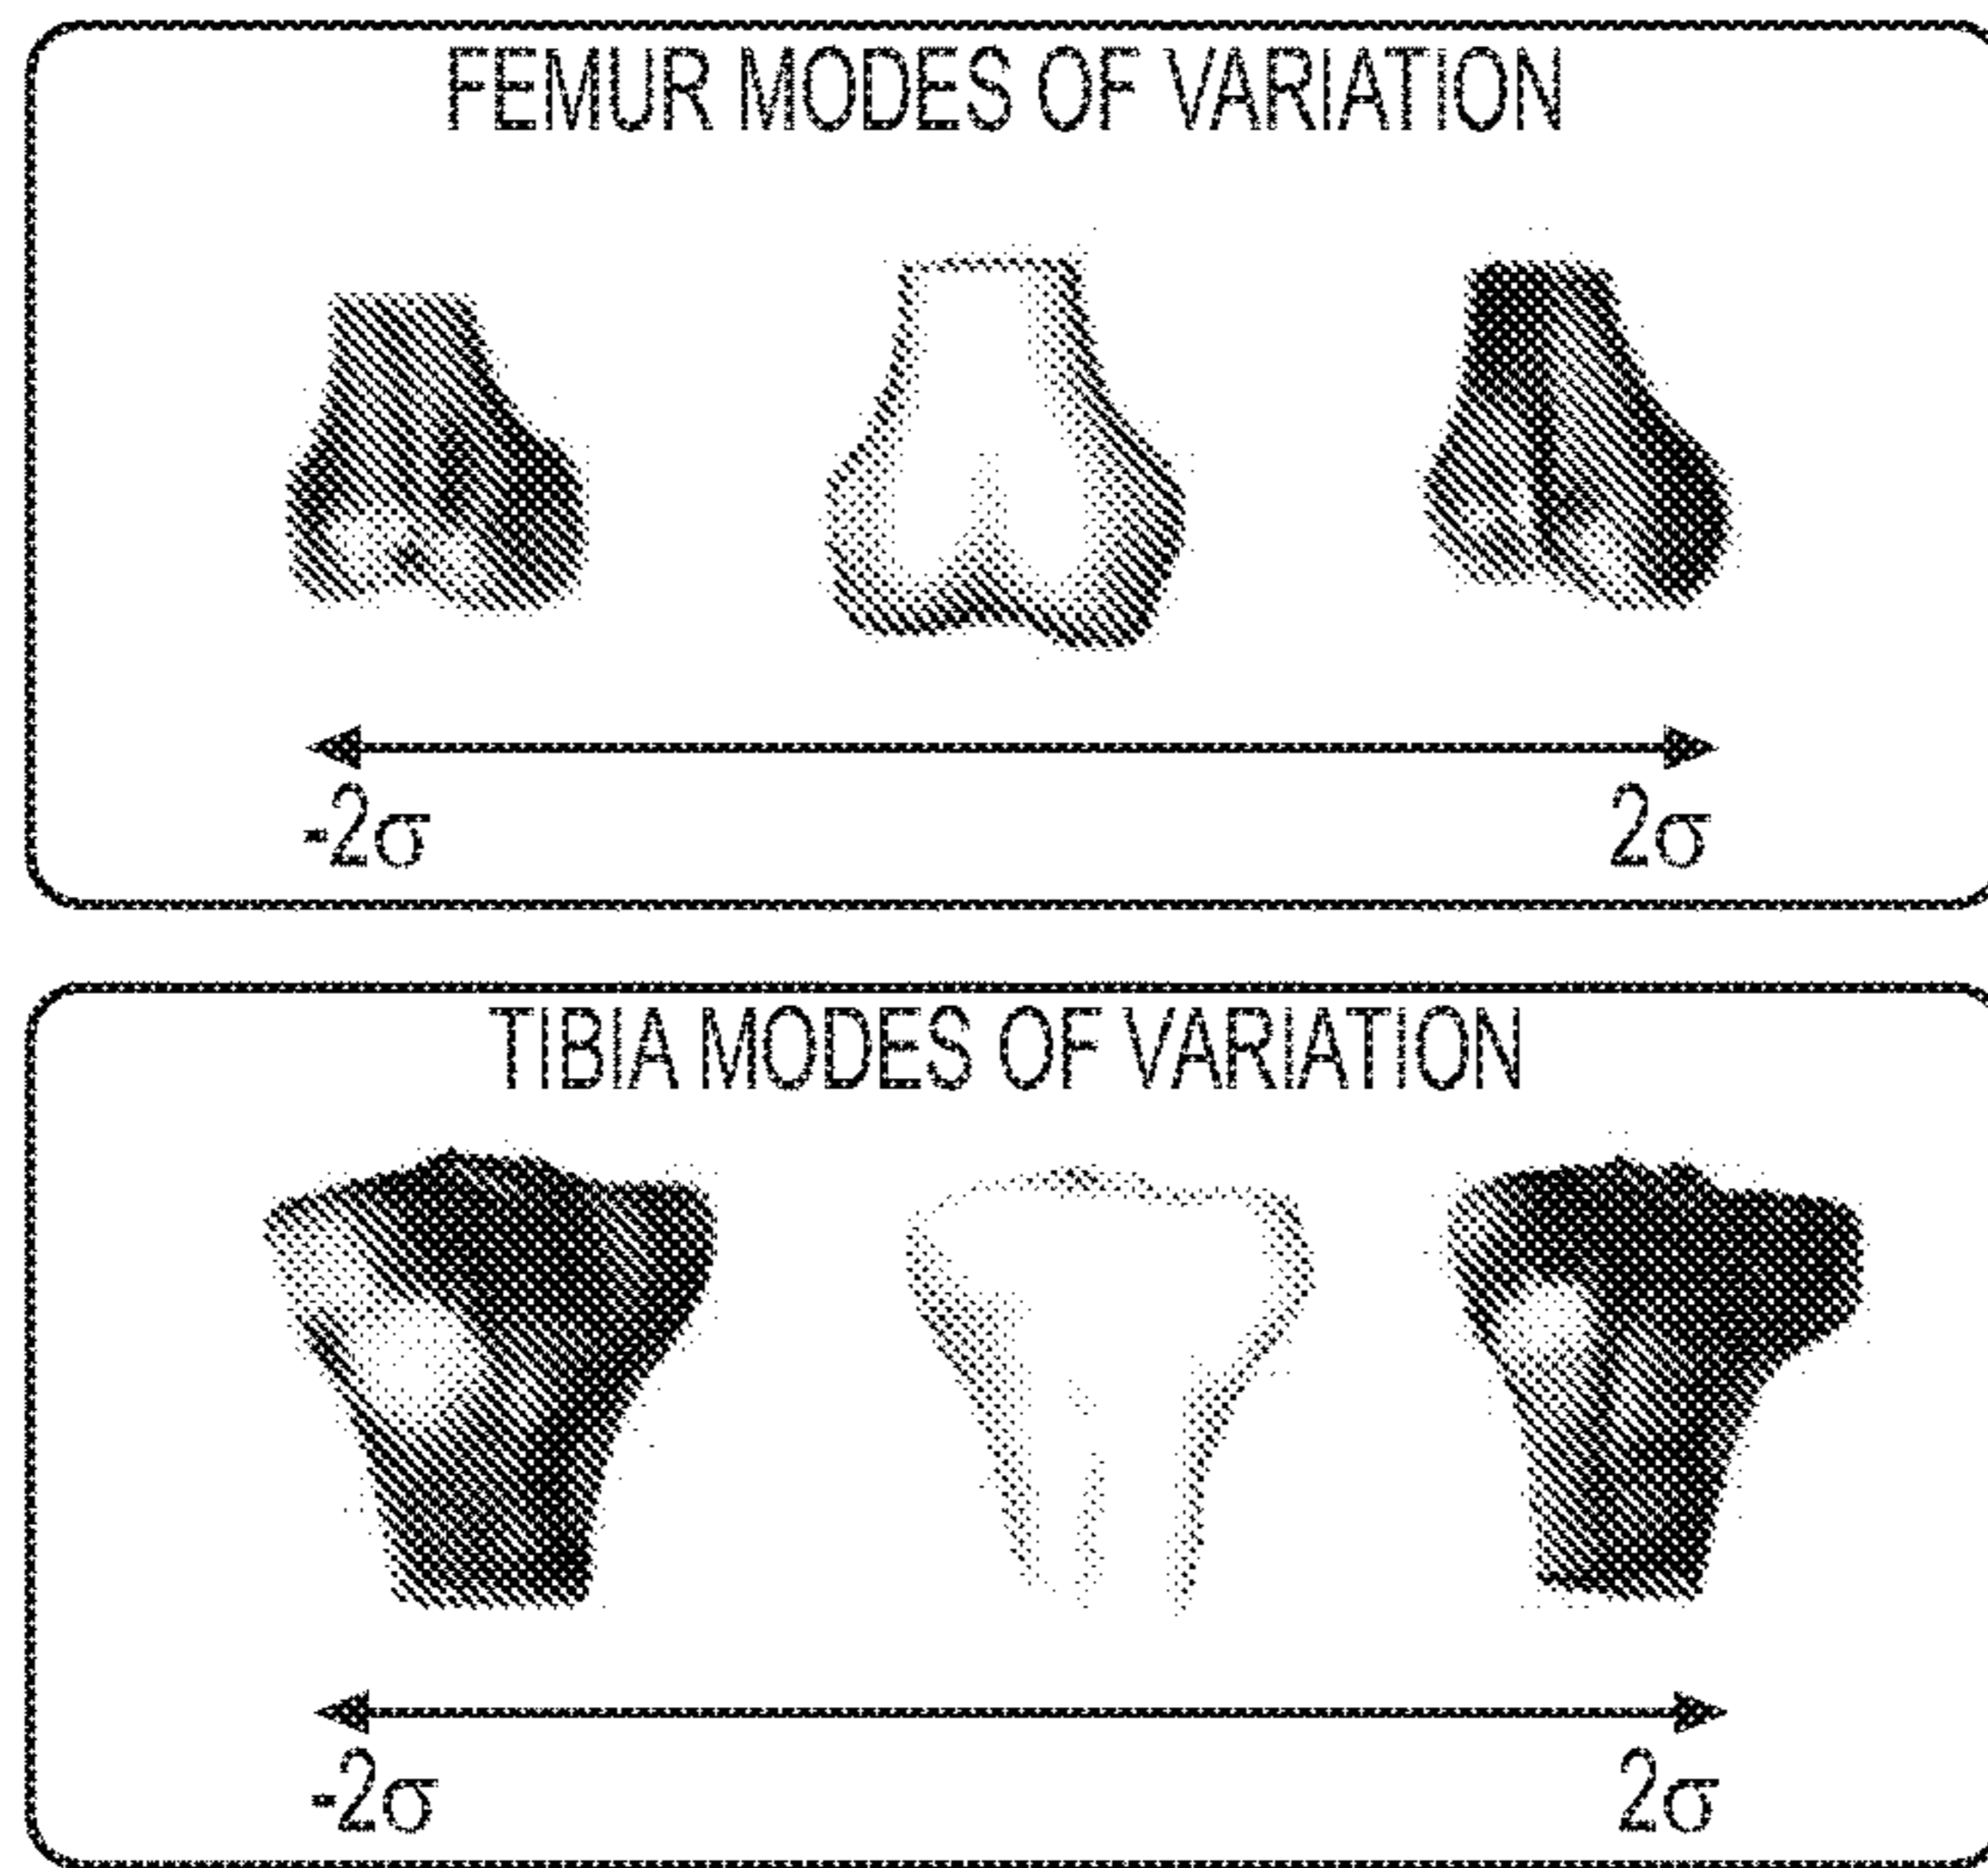 FEMUR MODES OF VARIATION
-2σ 2σ
TIBIA MODES OF VARIATION
-2σ 2σ